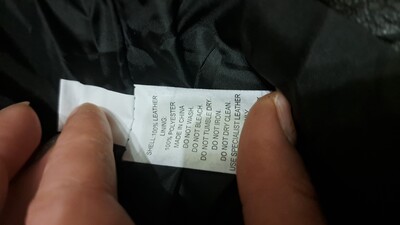 SHELL:100% LEATHER
LINING:
100% POLYESTER
MADE IN CHINA
DO NOT WASH.
DO NOT BLEACH
DO NOT TUMBLE DRY.
DO NOT IRON.
DO NOT DRY CLEAN
USE SPECIALIST LEATHER